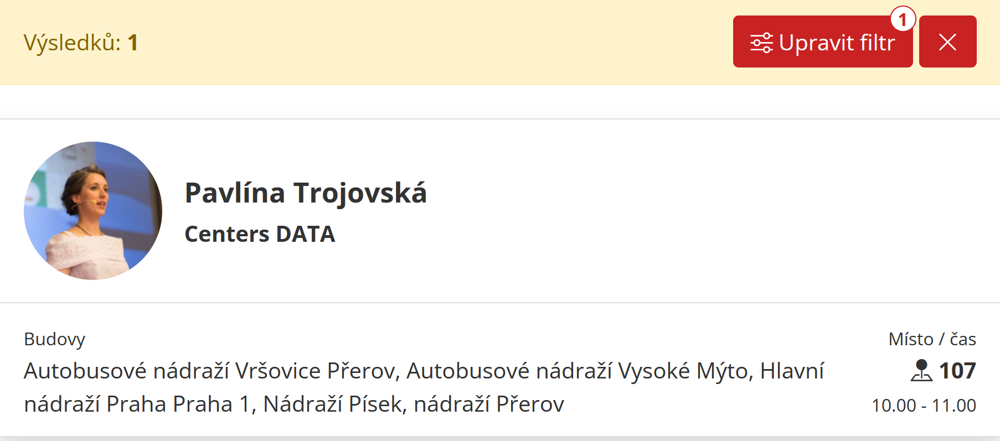 Výsledků: 1
Upravit filtr
1
Pavlína Trojovská
Centers DATA
Budovy
Autobusové nádraží Vršovice Přerov, Autobusové nádraží Vysoké Mýto, Hlavní
nádraží Praha Praha 1, Nádraží Písek, nádraží Přerov
Místo / čas
107
10.00 - 11.00